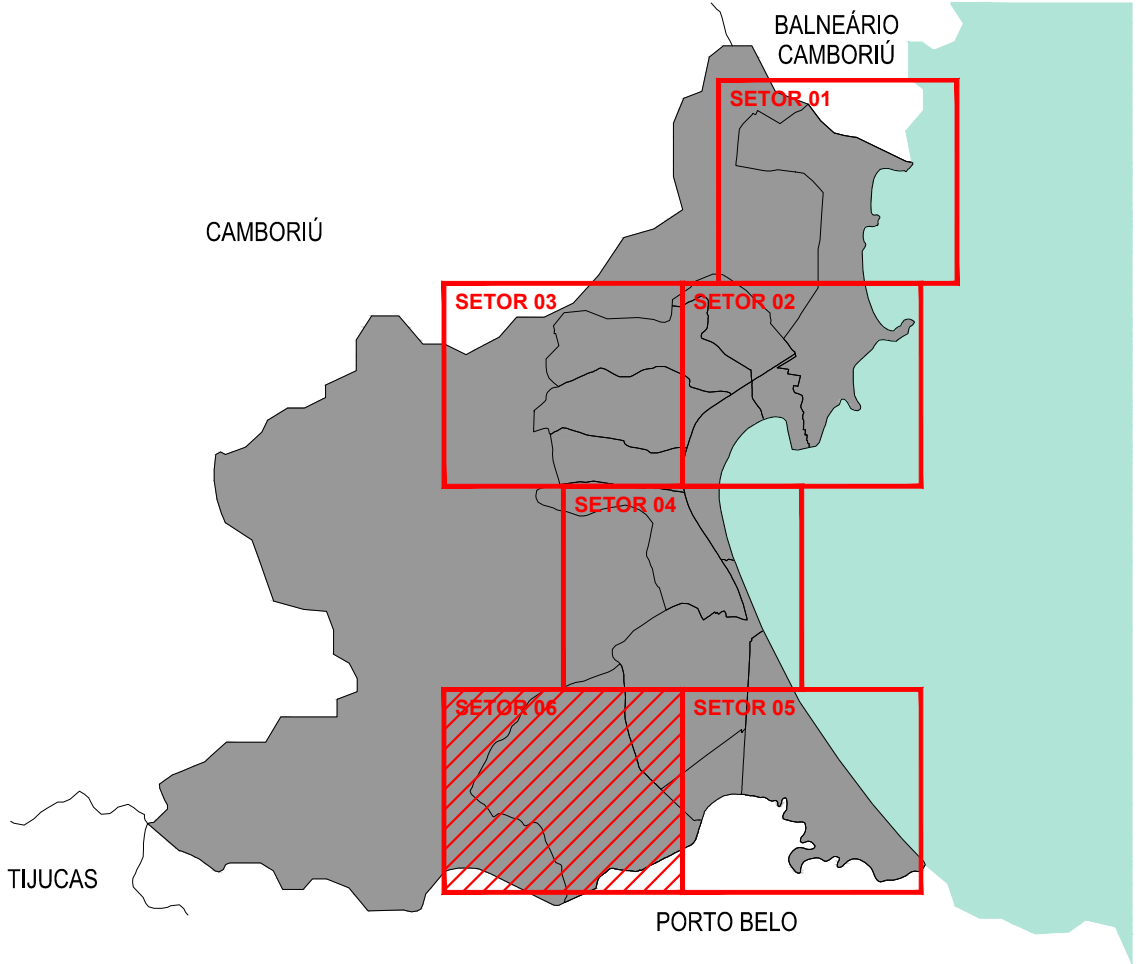 BALNEÁRIO
CAMBORIÚ
SETOR 01
CAMBORIÚ
SETOR 03
SETOR 02
SETOR 04
SETOR 06
SETOR 05
TIJUCAS
PORTO BELO